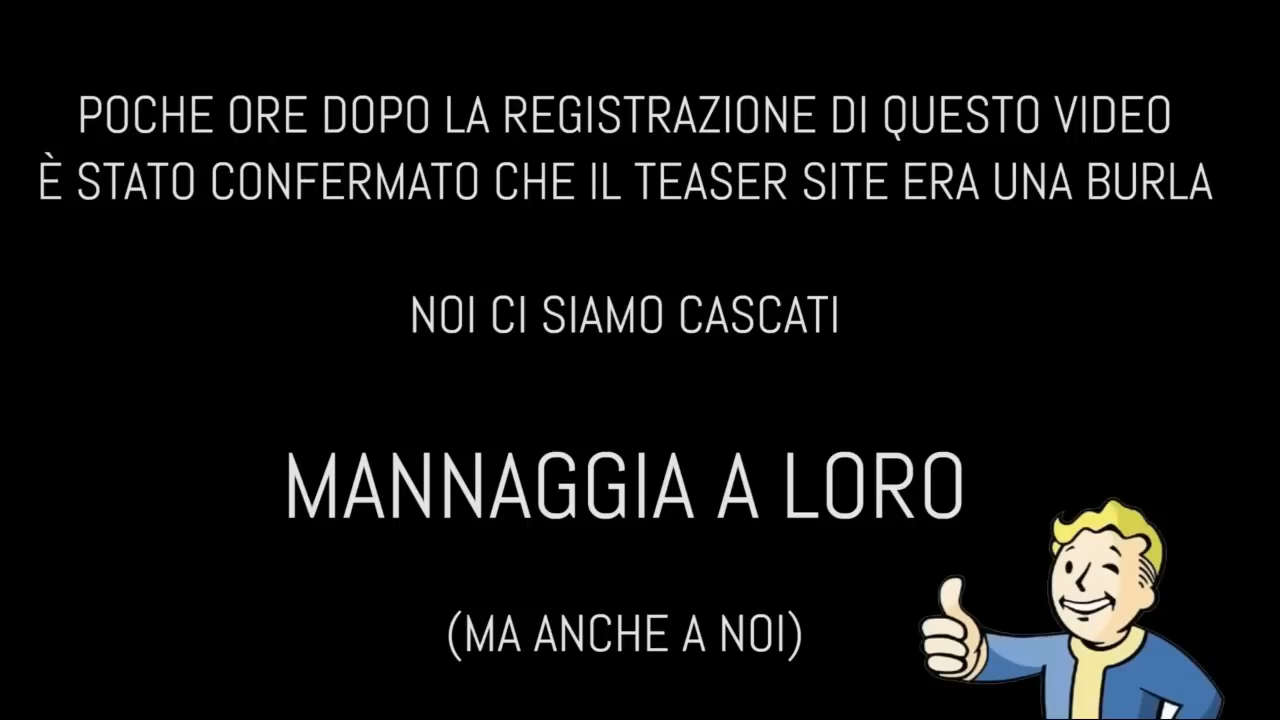 POCHE ORE DOPO LA REGISTRAZIONE DI QUESTO VIDEO
È STATO CONFERMATO CHE IL TEASER SITE ERA UNA BURLA
NOI CI SIAMO CASCATI
MANNAGGIA A LORO
(MA ANCHE A NOI)